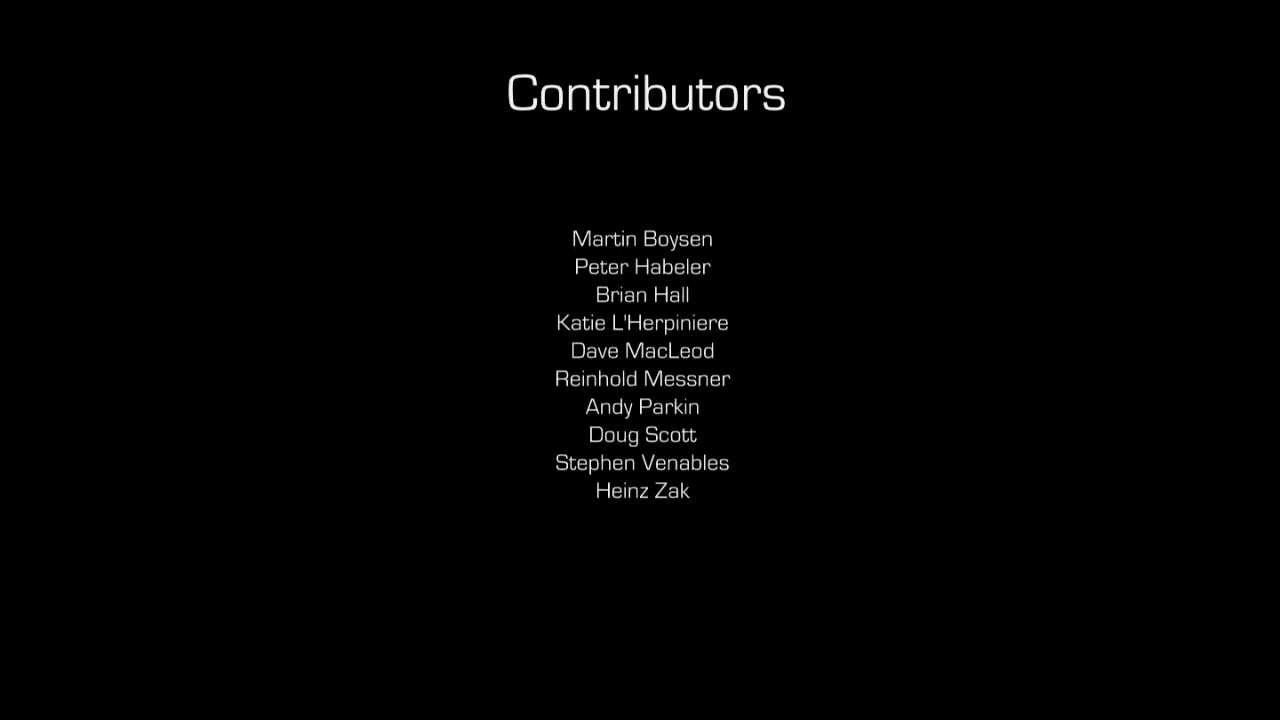 Contributors
Martin Boysen
Peter Habeler
Brian Hall
Katie L'Herpiniere
Dave MacLeod
Reinhold Messner
Andy Parkin
Doug Scott
Stephen Venables
Heinz Zak